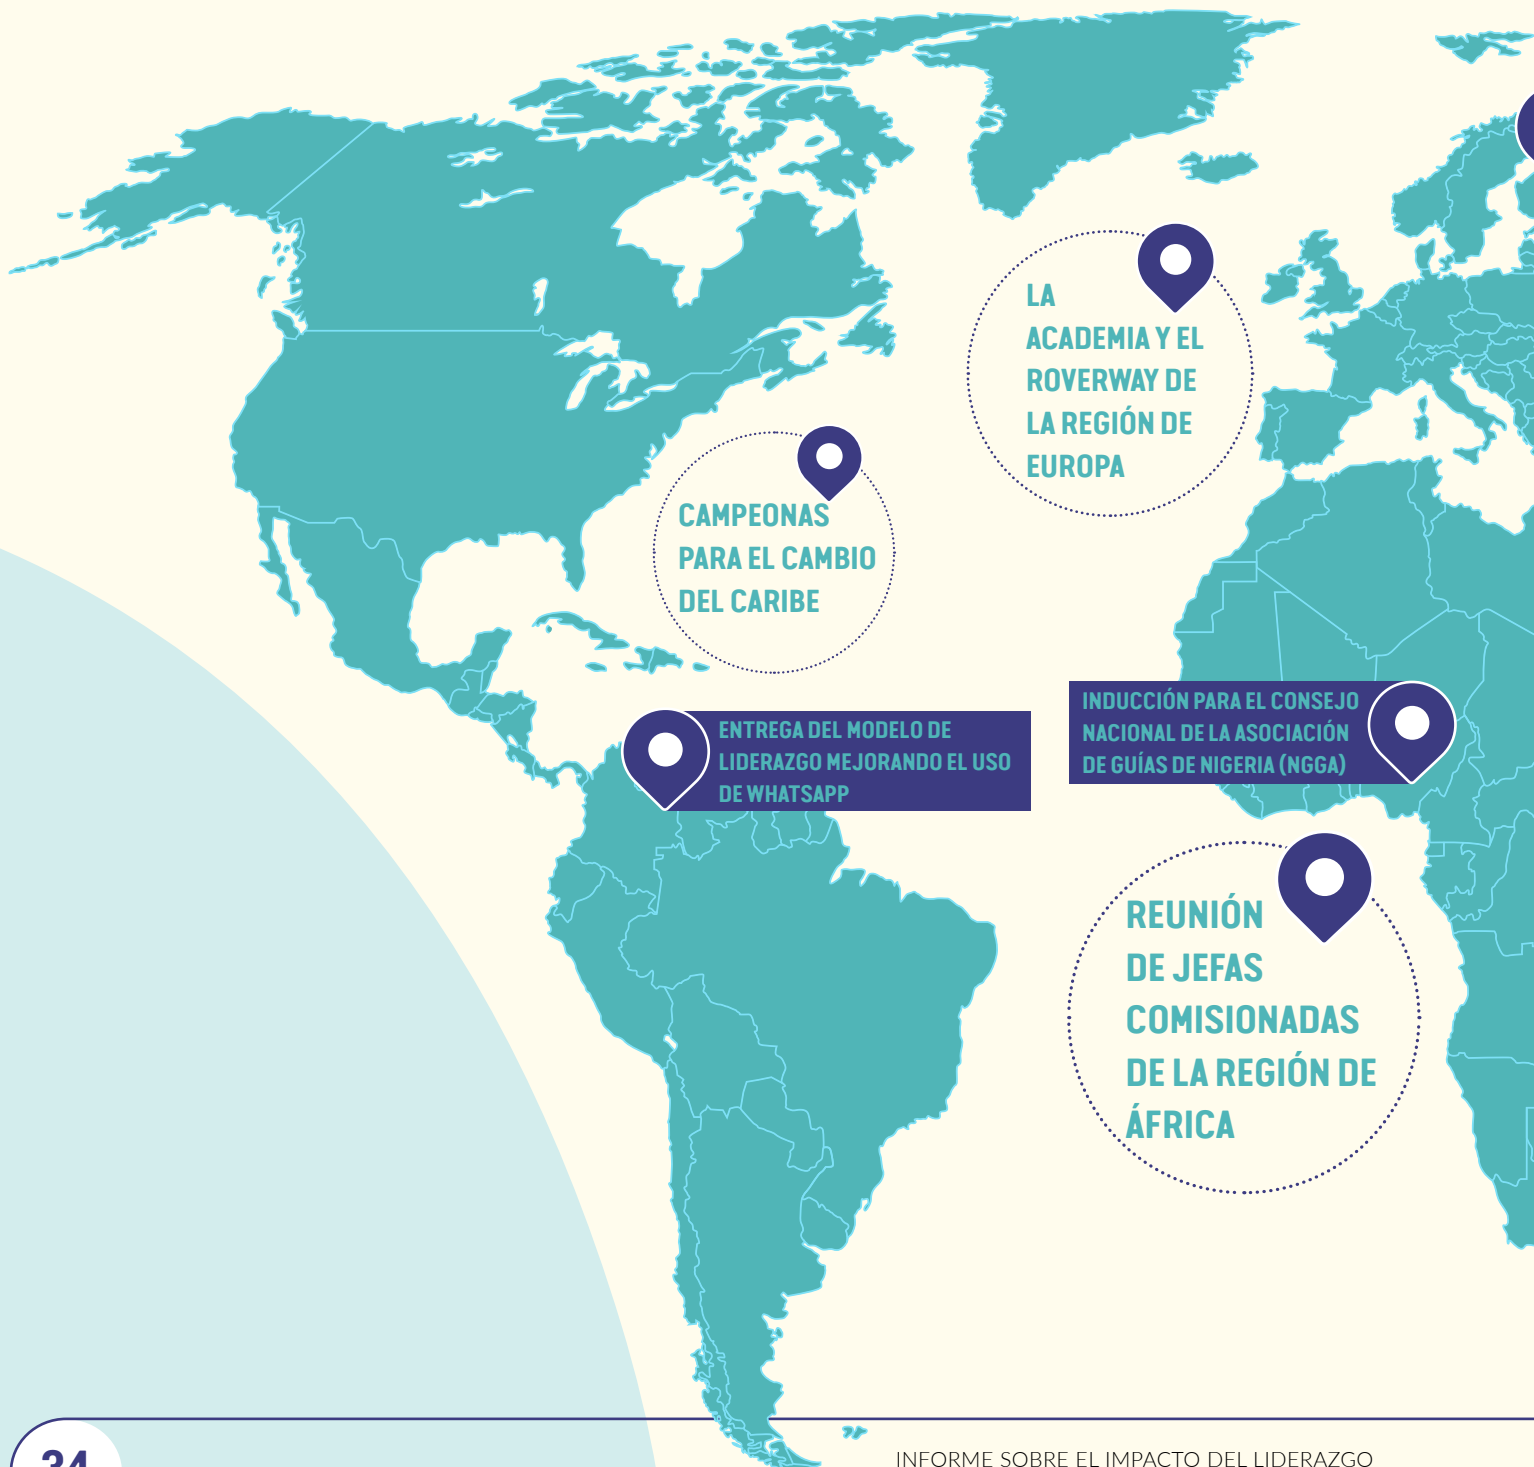 LA
ACADEMIA Y EL
ROVERWAY DE
LA REGIÓN DE
EUROPA
CAMPEONAS
PARA EL CAMBIO
DEL CARIBE
ENTREGA DEL MODELO DE
LIDERAZGO MEJORANDO EL USO
DE WHATSAPP
INDUCCIÓN PARA EL CONSEJO
NACIONAL DE LA ASOCIACIÓN
DE GUÍAS DE NIGERIA (NGGA)
REUNIÓN
DE JEFAS
COMISIONADAS
DE LA REGIÓN DE
ÁFRICA
34
INFORME SOBRE EL IMPACTO DEL LIDERAZGO